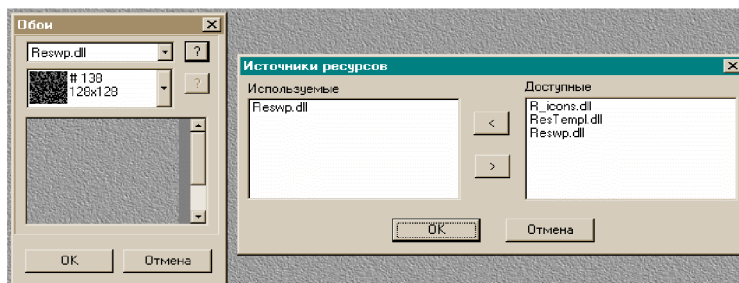 Обои
Reswp.dll
?
# 138
128x128
?
OK
Отмена
Источники ресурсов
Используемые
Reswp.dll
<
>
Доступные
R_icons.dll
ResTempl.dll
Reswp.dll
OK
Отмена